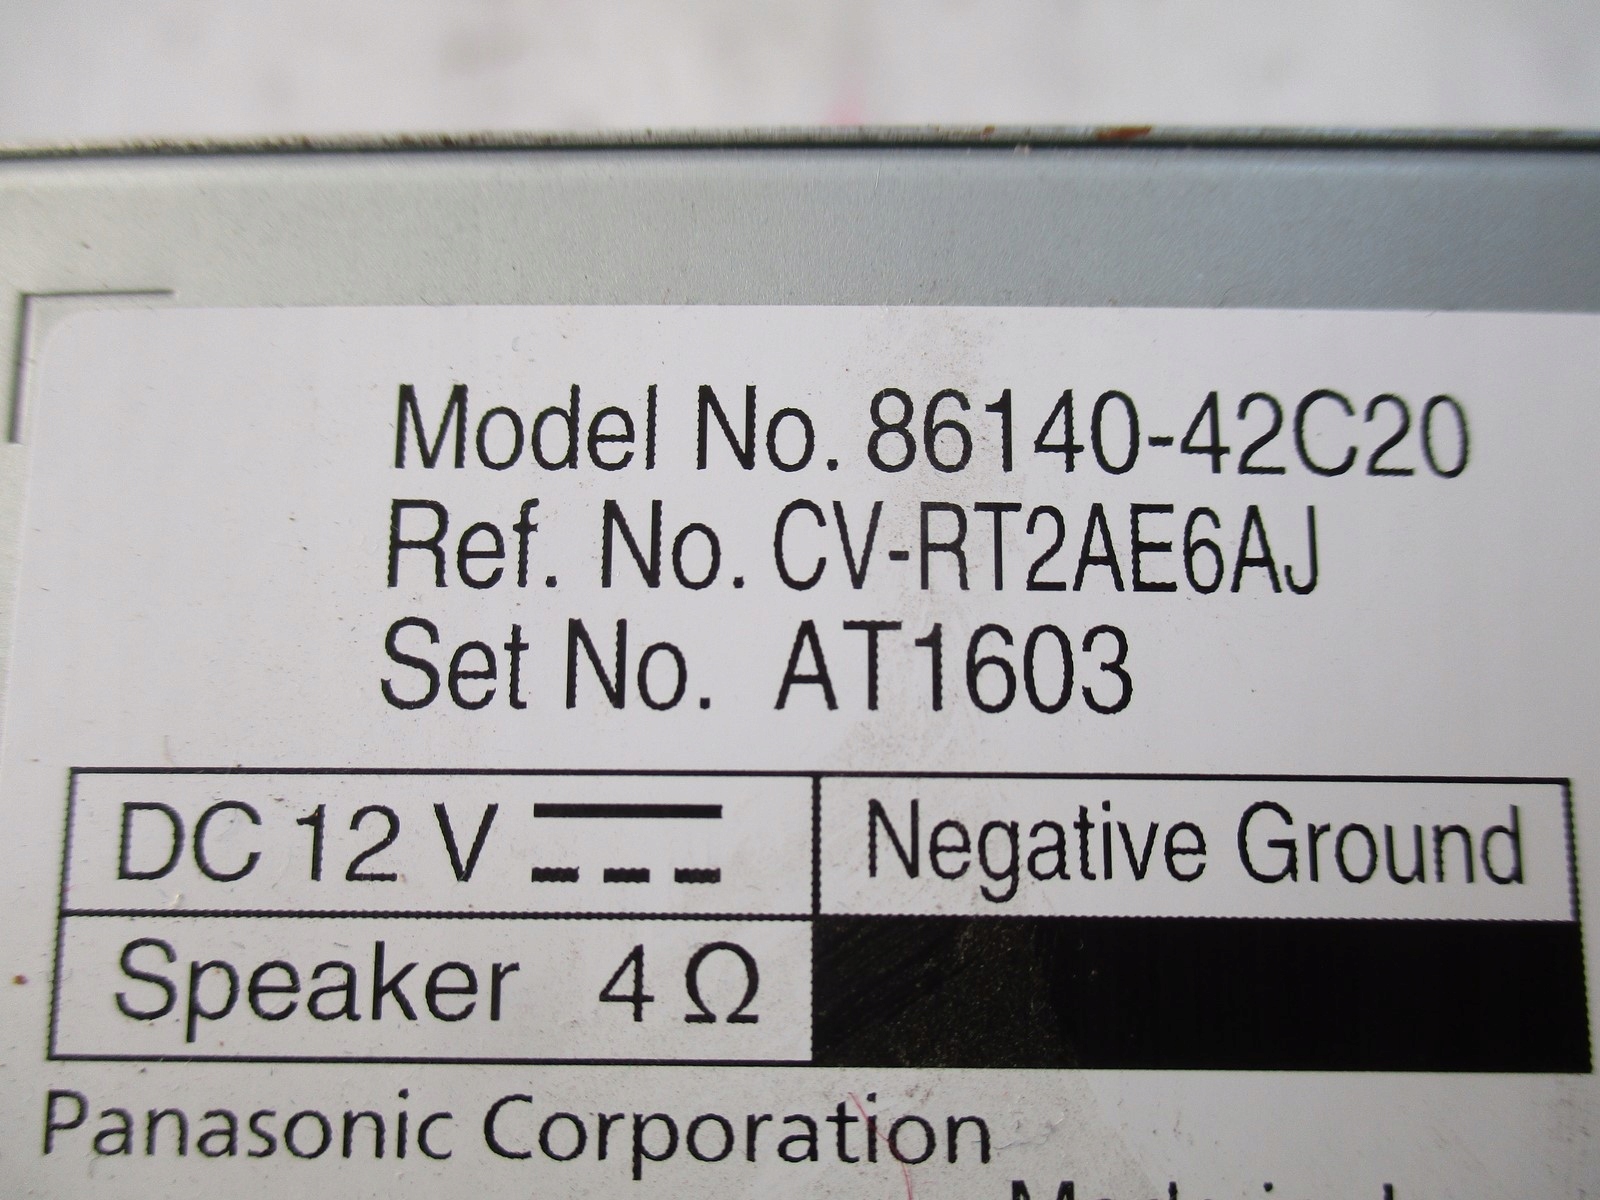 Model No. 86140-42C20
Ref. No. CV-RT2AE6AJ
Set No. AT1603
DC 12 V ⎓ Negative Ground
Speaker 4 Ω
Panasonic Corporation